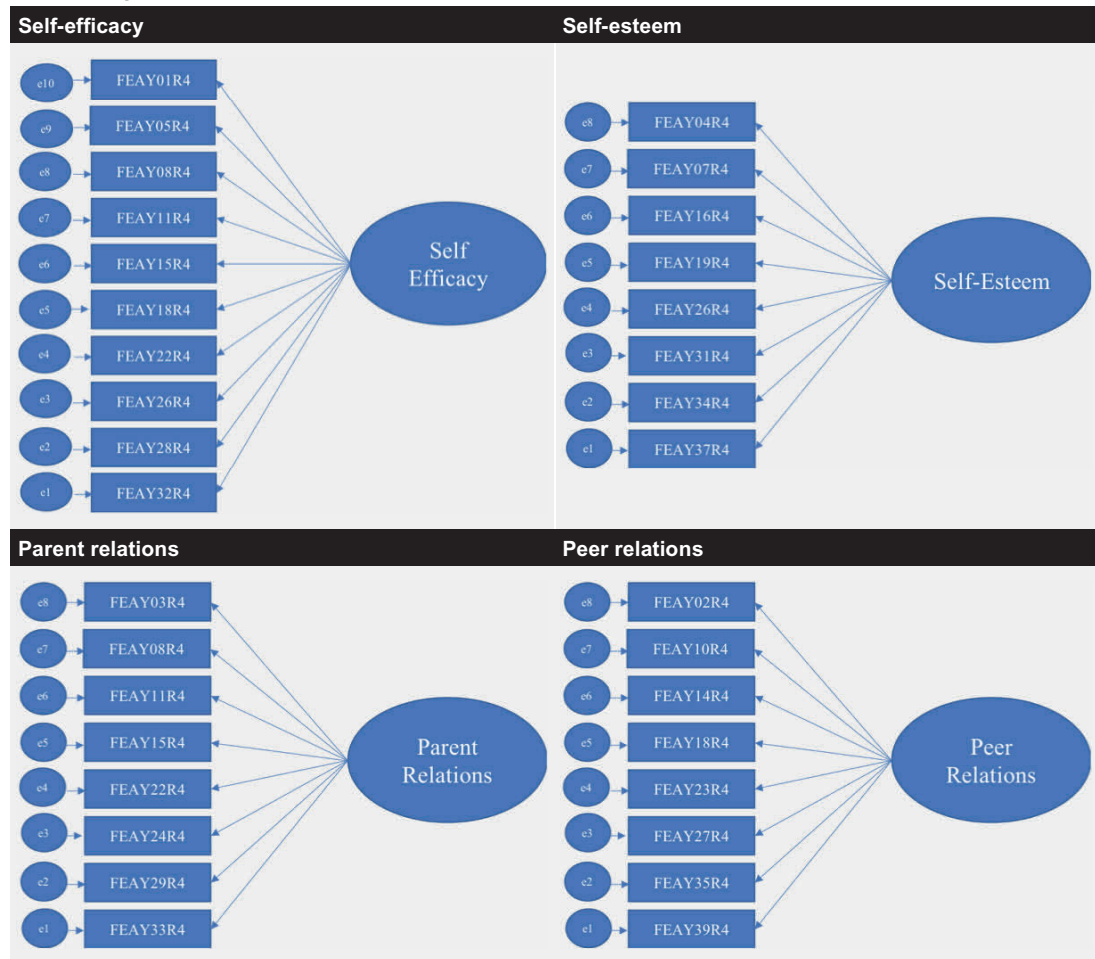 Self-efficacy
e10 FEAY01R4
e9 FEAY05R4
e8 FEAY08R4
e7 FEAY11R4
e6 FEAY15R4
e5 FEAY18R4
e4 FEAY22R4
e3 FEAY26R4
e2 FEAY28R4
e1 FEAY32R4
Self
Efficacy
Self-esteem
e8 FEAY04R4
e7 FEAY07R4
e6 FEAY16R4
e5 FEAY19R4
e4 FEAY26R4
e3 FEAY31R4
e2 FEAY34R4
e1 FEAY37R4
Self-Esteem
Parent relations
e8 FEAY03R4
e7 FEAY08R4
e6 FEAY11R4
e5 FEAY15R4
e4 FEAY22R4
e3 FEAY24R4
e2 FEAY29R4
e1 FEAY33R4
Parent
Relations
Peer relations
e8 FEAY02R4
e7 FEAY10R4
e6 FEAY14R4
e5 FEAY18R4
e4 FEAY23R4
e3 FEAY27R4
e2 FEAY35R4
e1 FEAY39R4
Peer
Relations